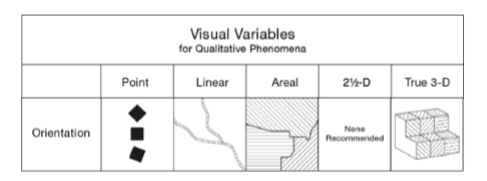 Visual Variables
for Qualitative Phenomena
Point Linear Areal 2½-D True 3-D
Orientation
None
Recommended